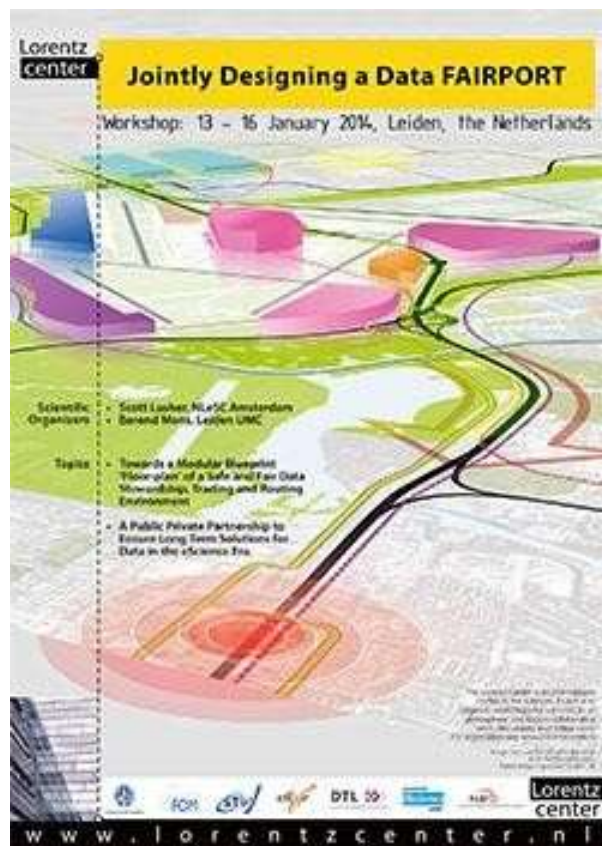 Lorentz
center
Jointly Designing a Data FAIRPORT
Workshop: 13 - 16 January 2014, Leiden, the Netherlands
Scientific
Organizers
• Scott Lusher, NLeSC Amsterdam
• Barend Mons, Leiden UMC
Topics
• Towards a Modular Blueprint
'Floor-plan' of a Safe and Fair Data
Stewardship, Trading and Routing
Environment
• A Public Private Partnership to
Ensure Long Term Solutions for
Data in the eScience Era
FOM
STW
DTL
Lorentz
center
www.lorentzcenter.nl